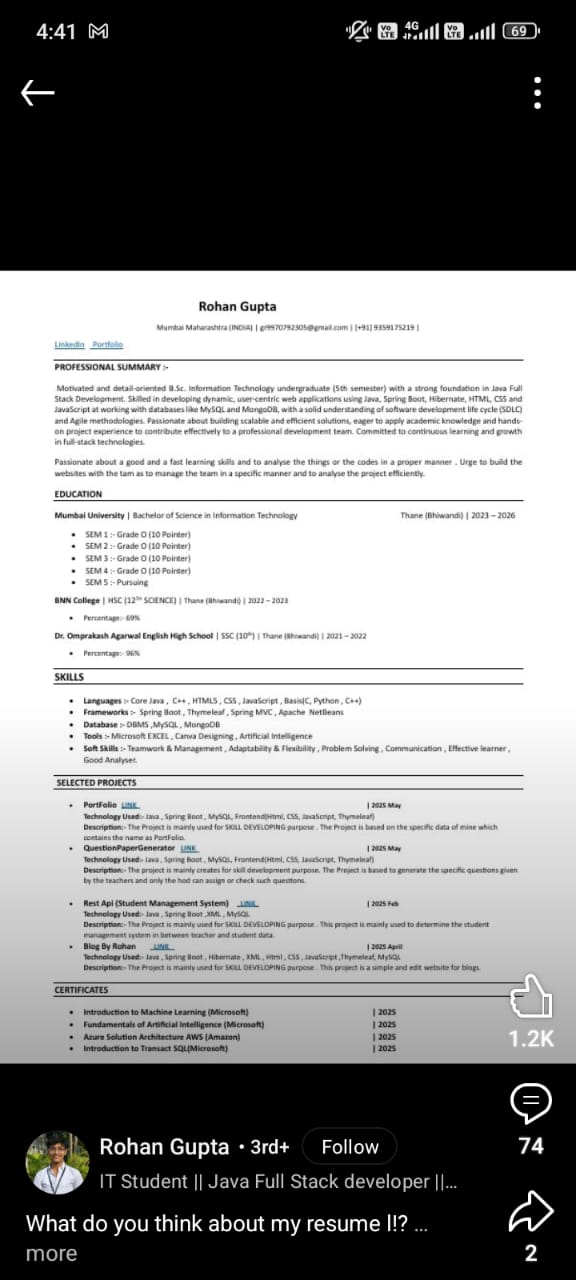 4:41
4G
Vo
LTE
Vo
LTE
69
Rohan Gupta
Mumbai Maharashtra (INDIA) | gr9970792305@gmail.com | [+91] 9359175219 |
LinkedIn Portfolio
PROFESSIONAL SUMMARY :-
Motivated and detail-oriented B.Sc. Information Technology undergraduate (5th semester) with a strong foundation in Java Full
Stack Development. Skilled in developing dynamic, user-centric web applications using Java, Spring Boot, Hibernate, HTML, CSS and
JavaScript at working with databases like MySQL and MongoDB, with a solid understanding of software development life cycle (SDLC)
and Agile methodologies. Passionate about building scalable and efficient solutions, eager to apply academic knowledge and hands-
on project experience to contribute effectively to a professional development team. Committed to continuous learning and growth
in full-stack technologies.
Passionate about a good and a fast learning skills and to analyse the things or the codes in a proper manner . Urge to build the
websites with the tam as to manage the team in a specific manner and to analyse the project efficiently.
EDUCATION
Mumbai University | Bachelor of Science in Information Technology Thane (Bhiwandi) | 2023 – 2026
• SEM 1 :- Grade O (10 Pointer)
• SEM 2 :- Grade O (10 Pointer)
• SEM 3 :- Grade O (10 Pointer)
• SEM 4 :- Grade O (10 Pointer)
• SEM 5 :- Pursuing
BNN College | HSC (12TH SCIENCE) | Thane (Bhiwandi) | 2022 – 2023
• Percentage:- 69%
Dr. Omprakash Agarwal English High School | SSC (10th) | Thane (Bhiwandi) | 2021 – 2022
• Percentage:- 96%
SKILLS
• Languages :- Core Java , C++ , HTML5 , CSS , JavaScript , Basis(C, Python , C++)
• Frameworks :- Spring Boot , Thymeleaf , Spring MVC , Apache NetBeans
• Database :- DBMS ,MySQL , MongoDB
• Tools :- Microsoft EXCEL , Canva Designing , Artificial Intelligence
• Soft Skills :- Teamwork & Management , Adaptability & Flexibility , Problem Solving , Communication , Effective learner ,
Good Analyser.
SELECTED PROJECTS
• PortFolio LINK | 2025 May
Technology Used:- Java , Spring Boot , MySQL, Frontend(Html, CSS, JavaScript, Thymeleaf)
Description:- The Project is mainly used for SKILL DEVELOPING purpose . The Project is based on the specific data of mine which
contains the name as PortFolio.
• QuestionPaperGenerator LINK | 2025 May
Technology Used:- Java , Spring Boot , MySQL, Frontend(Html, CSS, JavaScript, Thymeleaf)
Description:- The project is mainly creates for skill development purpose. The Project is based to generate the specific questions given
by the teachers and only the hod can assign or check such questions.
• Rest Api (Student Management System) LINK | 2025 Feb
Technology Used:- Java , Spring Boot ,XML , MySQL
Description:- The Project is mainly used for SKILL DEVELOPING purpose . This project is mainly used to determine the student
management system in between teacher and student data.
• Blog By Rohan LINK | 2025 April
Technology Used:- Java , Spring Boot , Hibernate , XML , Html , CSS , JavaScript ,Thymeleaf, MySQL
Description:- The Project is mainly used for SKILL DEVELOPING purpose . This project is a simple and edit website for blogs.
CERTIFICATES
• Introduction to Machine Learning (Microsoft) | 2025
• Fundamentals of Artificial Intelligence (Microsoft) | 2025
• Azure Solution Architecture AWS (Amazon) | 2025
• Introduction to Transact SQL(Microsoft) | 2025
1.2K
74
Rohan Gupta • 3rd+ Follow
IT Student || Java Full Stack developer ||...
What do you think about my resume l!? ...
more
2